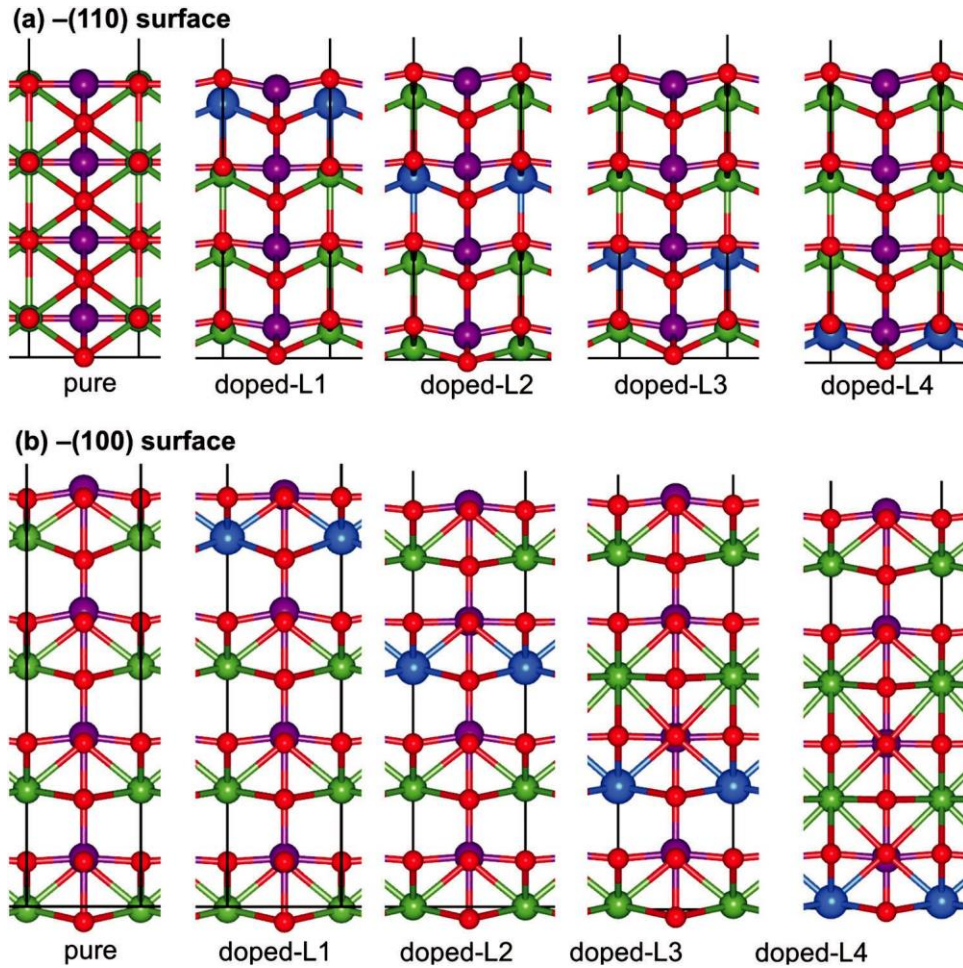 (a) –(110) surface
pure doped-L1 doped-L2 doped-L3 doped-L4
(b) –(100) surface
pure doped-L1 doped-L2 doped-L3 doped-L4